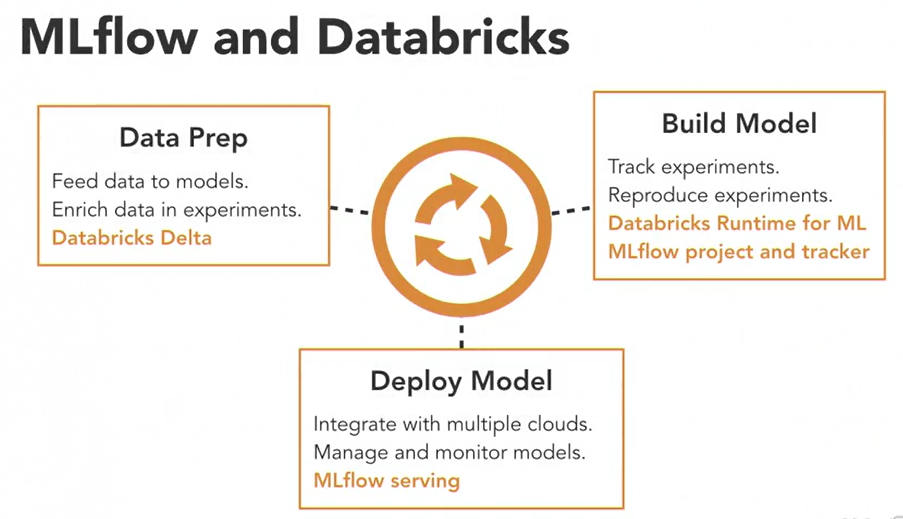 MLflow and Databricks
Data Prep
Feed data to models.
Enrich data in experiments.
Databricks Delta
Build Model
Track experiments.
Reproduce experiments.
Databricks Runtime for ML
MLflow project and tracker
Deploy Model
Integrate with multiple clouds.
Manage and monitor models.
MLflow serving